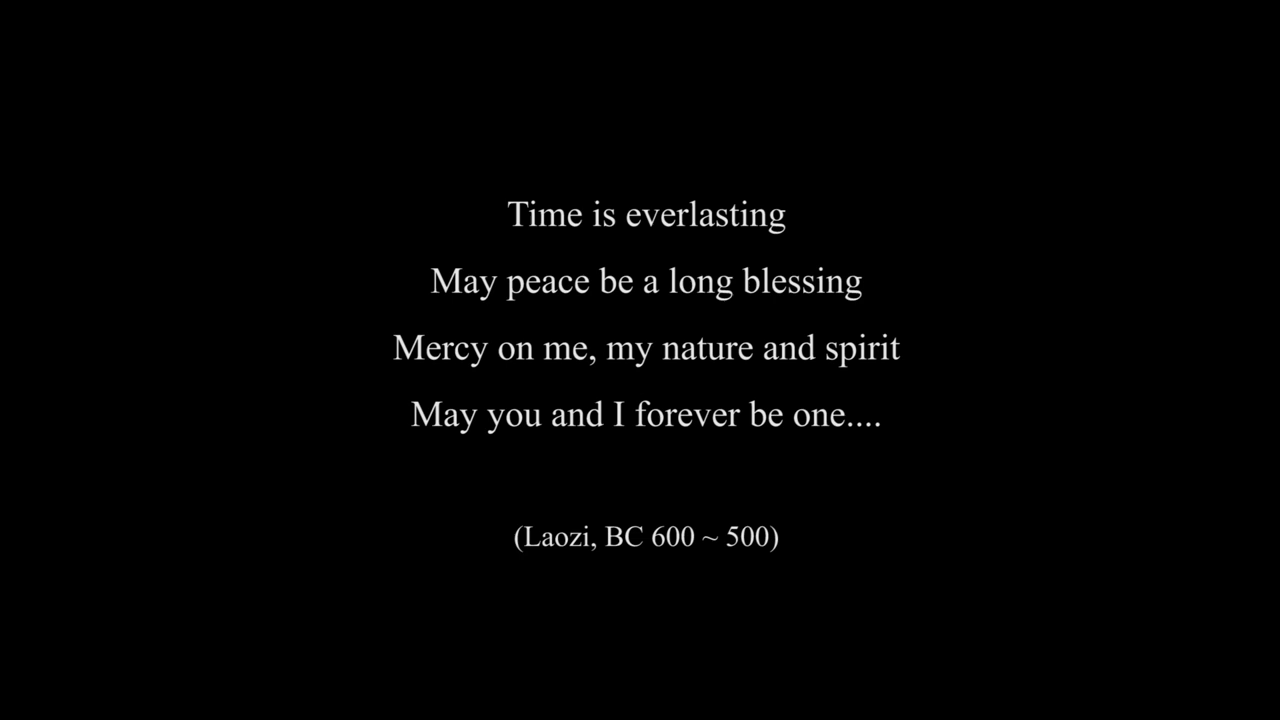 Time is everlasting
May peace be a long blessing
Mercy on me, my nature and spirit
May you and I forever be one....
(Laozi, BC 600 ~ 500)